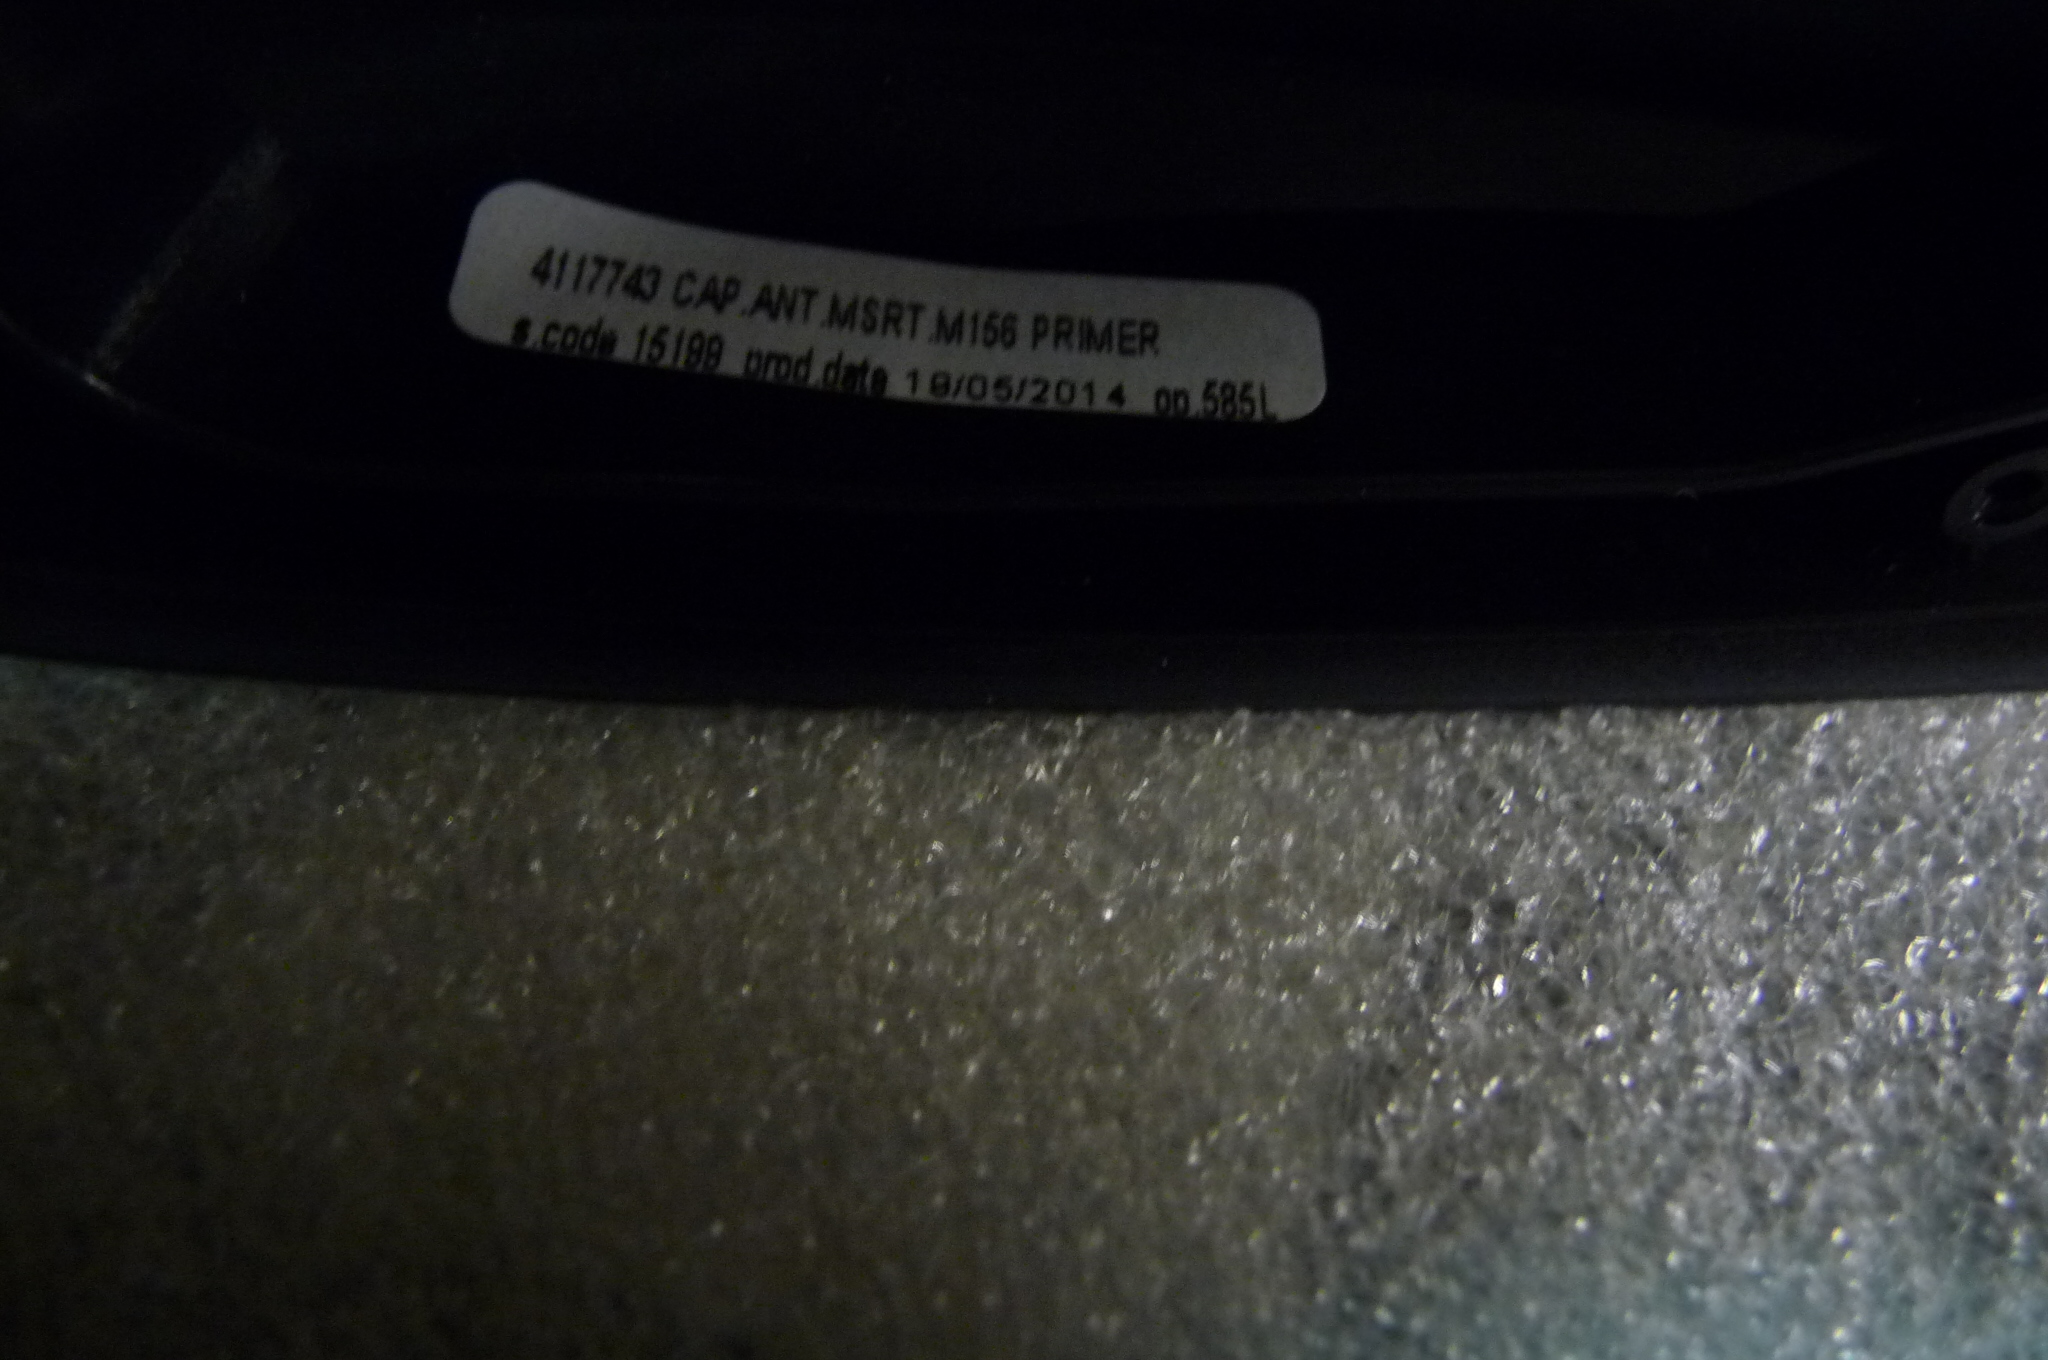 4117743 CAP.ANT.MSRT.M156 PRIMER
s.code 15199 prod.date 19/05/2014 op.585L